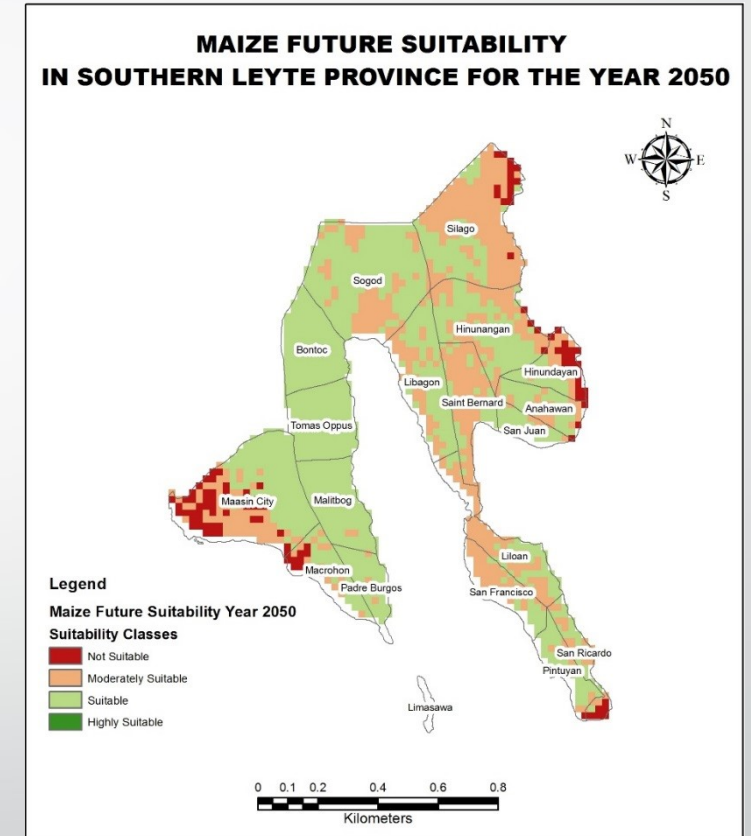 MAIZE FUTURE SUITABILITY
IN SOUTHERN LEYTE PROVINCE FOR THE YEAR 2050
N
W
E
S
Silago
Sogod
Hinunangan
Bontoc
Hinundayan
Libagon
Saint Bernard
Anahawan
Tomas Oppus
San Juan
Maasin City
Malitbog
Liloan
Macrohon
Padre Burgos
San Francisco
San Ricardo
Pintuyan
Limasawa
Legend
Maize Future Suitability Year 2050
Suitability Classes
Not Suitable
Moderately Suitable
Suitable
Highly Suitable
0 0.1 0.2 0.4 0.6 0.8
Kilometers